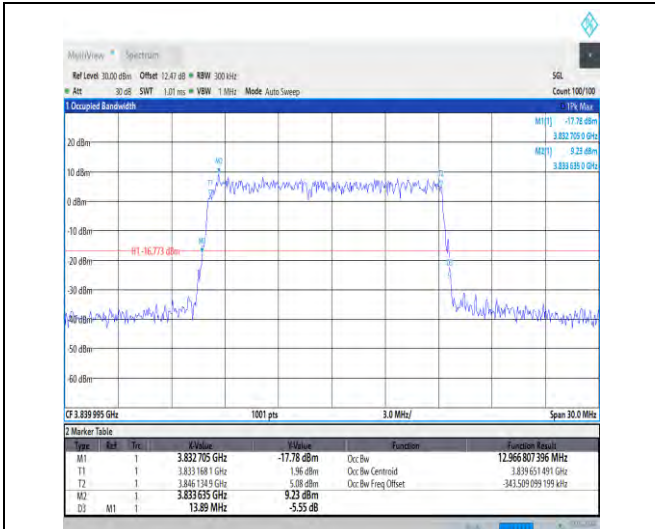 MultiView Spectrum
Ref Level 30.00 dBm Offset 12.47 dB RBW 300 kHz SGL
Att 30 dB SWT 1.01 ms VBW 1 MHz Mode Auto Sweep Count 100/100
1 Occupied Bandwidth 1Pk Max
M1[1] -17.78 dBm
3.832 705 0 GHz
M2[1] 9.23 dBm
3.833 635 0 GHz
20 dBm
M2
10 dBm
T1
0 dBm
-10 dBm
H1 -16.773 dBm
-20 dBm
-30 dBm
-40 dBm
-50 dBm
-60 dBm
CF 3.839 995 GHz 1001 pts 3.0 MHz/ Span 30.0 MHz
2 Marker Table
Type Ref Trc X-Value Y-Value Function Function Result
M1 1 3.832 705 GHz -17.78 dBm Occ Bw 12.966 807 396 MHz
T1 1 3.833 168 1 GHz 1.96 dBm Occ Bw Centroid 3.839 651 491 GHz
T2 1 3.846 134 9 GHz 5.08 dBm Occ Bw Freq Offset -343.509 099 199 kHz
M2 1 3.833 635 GHz 9.23 dBm
D3 M1 1 13.89 MHz -5.55 dB